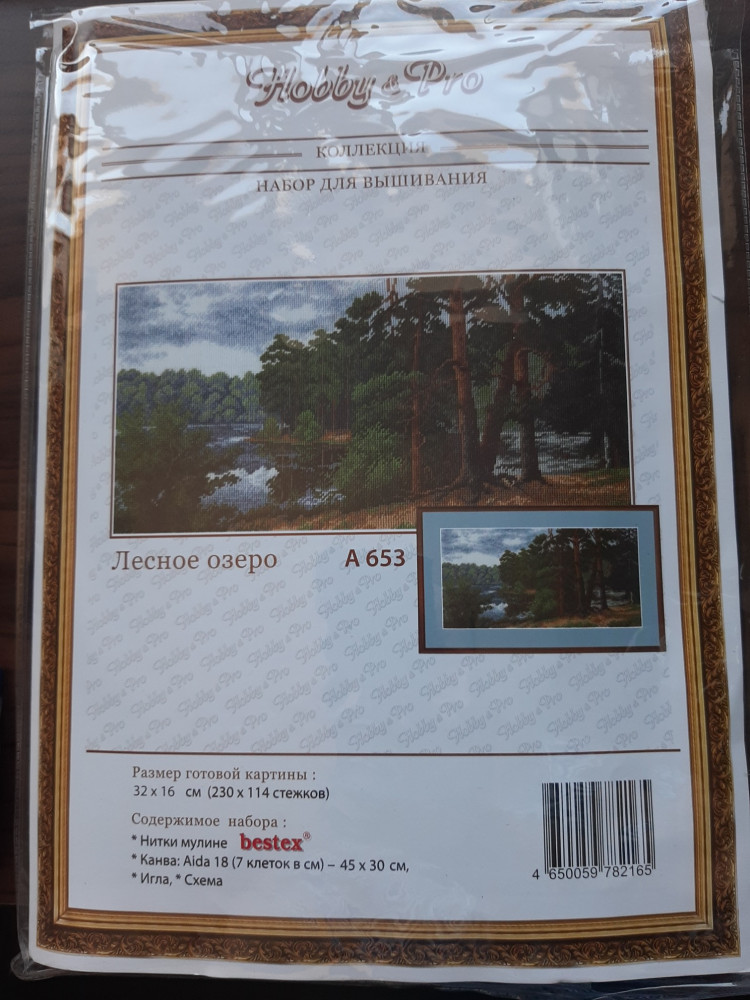 Hobby & Pro
КОЛЛЕКЦИЯ
НАБОР ДЛЯ ВЫШИВАНИЯ
Лесное озеро
А 653
Размер готовой картины :
32 x 16 см (230 x 114 стежков)
Содержимое набора :
* Нитки мулине bestex®
* Канва: Aida 18 (7 клеток в см) – 45 x 30 см,
* Игла, * Схема
4 650059 782165